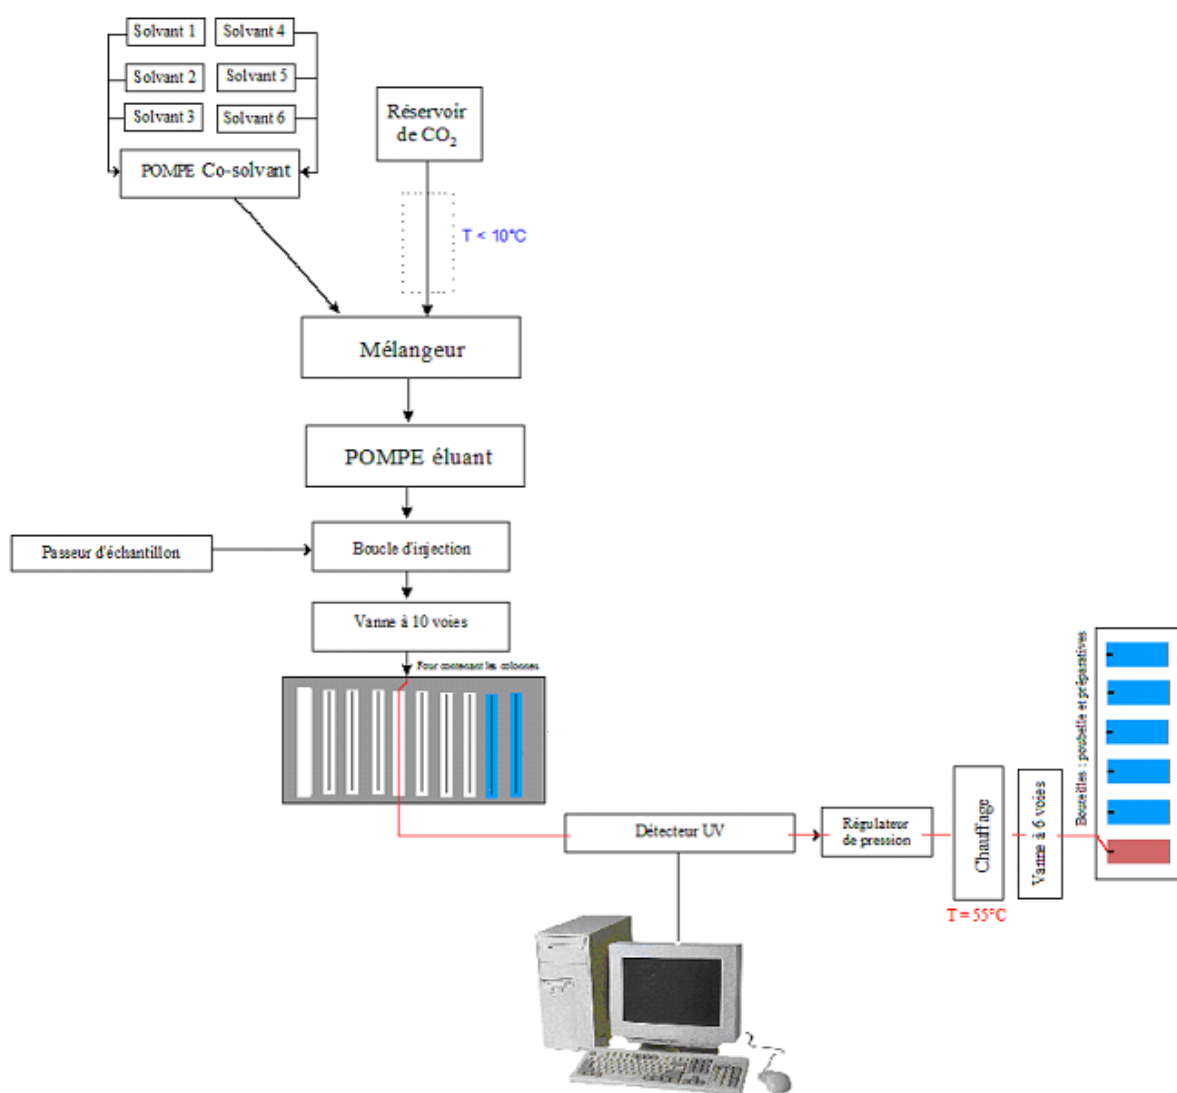 Solvant 1
Solvant 4
Solvant 2
Solvant 5
Solvant 3
Solvant 6
POMPE Co-solvant
Réservoir
de CO₂
T < 10°C
Mélangeur
POMPE éluant
Passeur d'échantillon
Boucle d'injection
Vanne à 10 voies
Four contenant les colonnes
Détecteur UV
Régulateur
de pression
Chauffage
T = 55°C
Vanne à 6 voies
Bouteilles : poubelle et préparatives